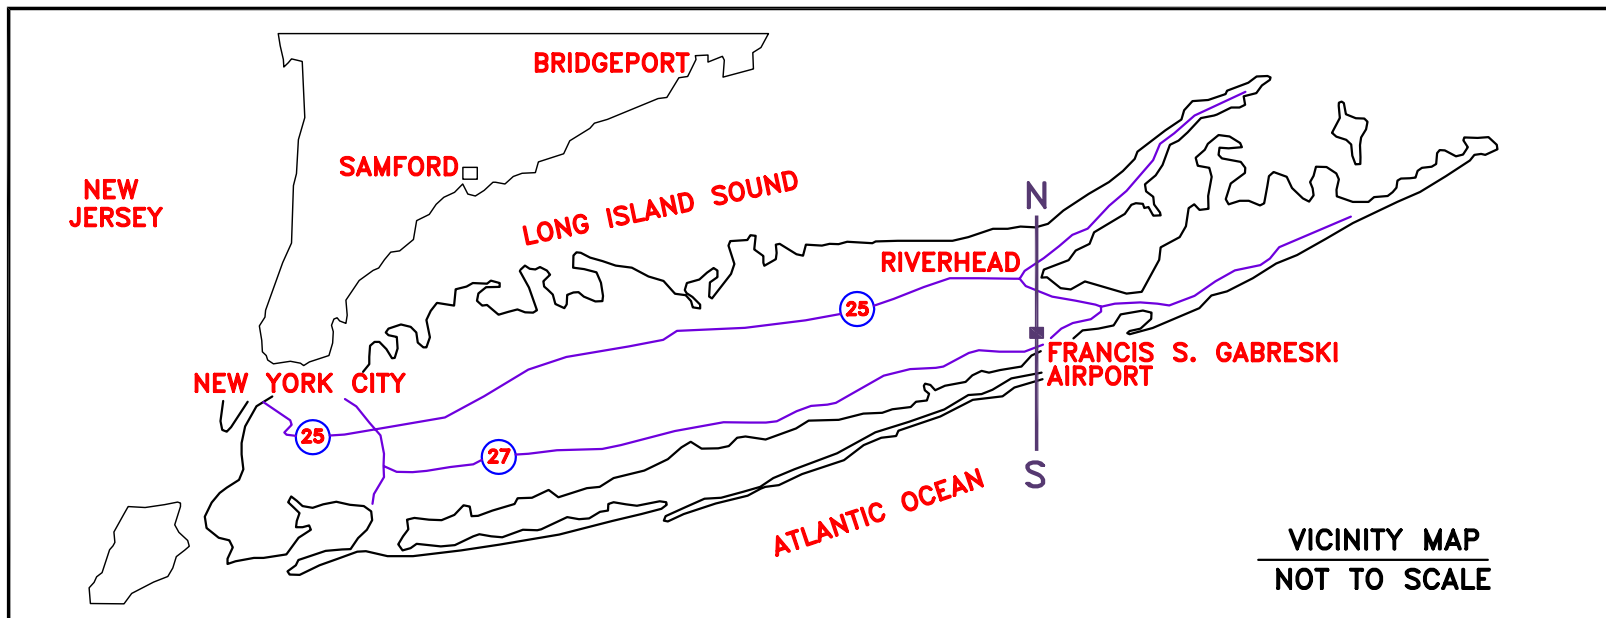 BRIDGEPORT
SAMFORD
NEW
JERSEY
LONG ISLAND SOUND
N
RIVERHEAD
25
FRANCIS S. GABRESKI
AIRPORT
NEW YORK CITY
25
27
S
ATLANTIC OCEAN
VICINITY MAP
NOT TO SCALE